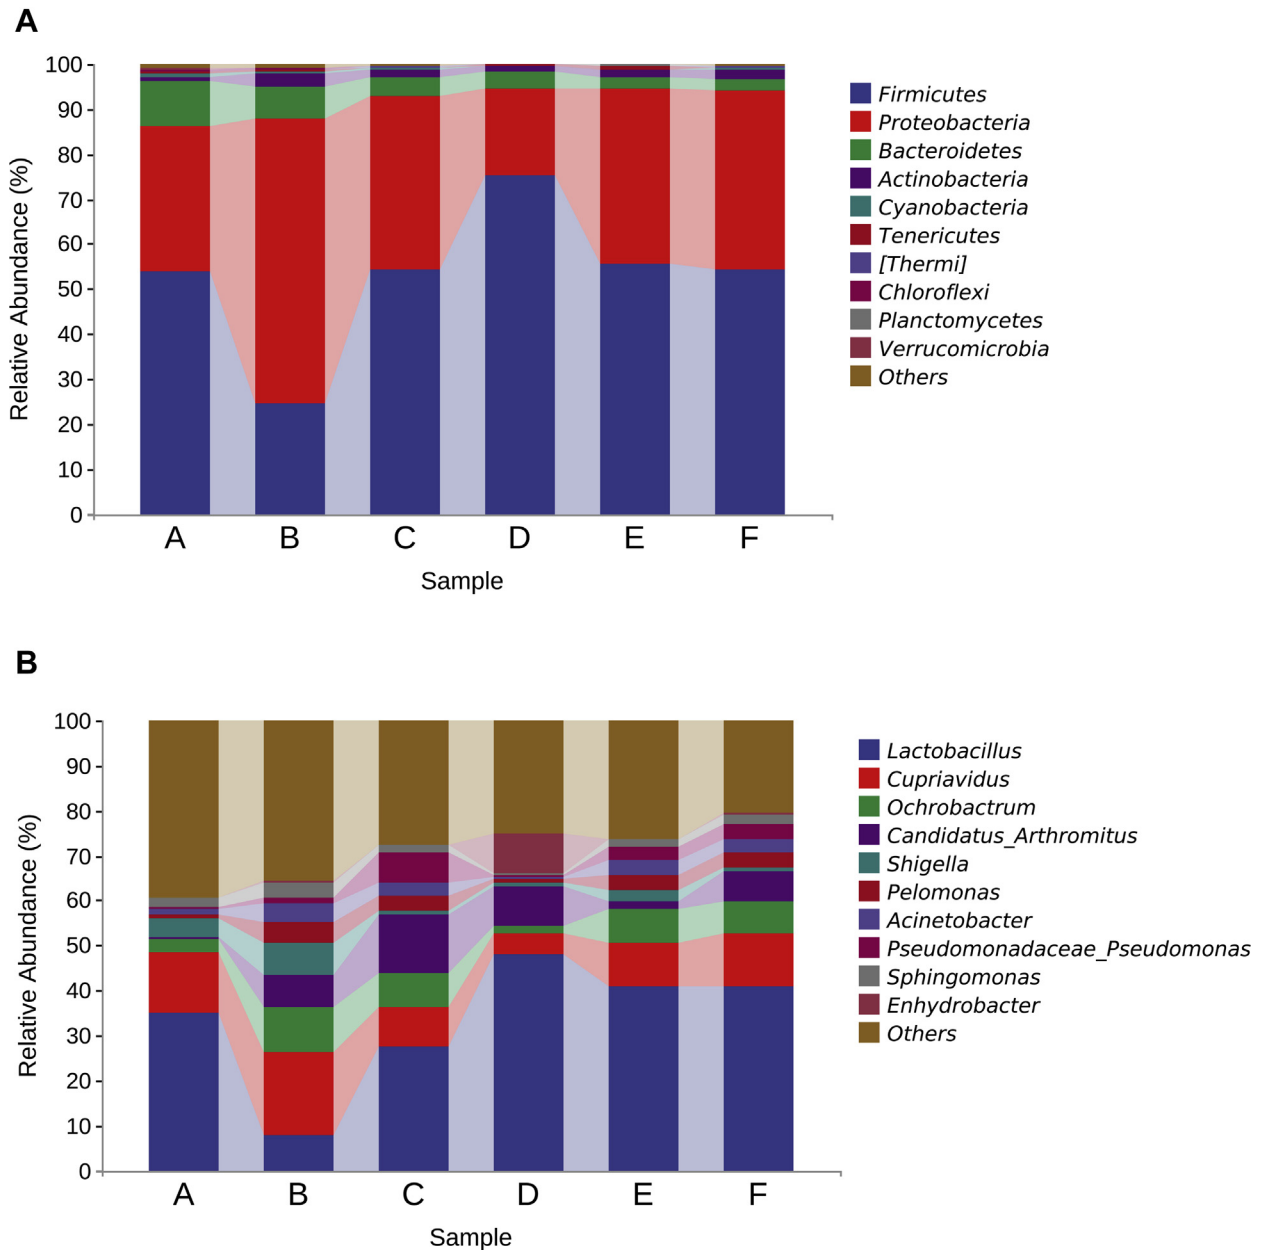 A
100
90
80
70
60
50
40
30
20
10
0
Relative Abundance (%)
A B C D E F
Sample
Firmicutes
Proteobacteria
Bacteroidetes
Actinobacteria
Cyanobacteria
Tenericutes
[Thermi]
Chloroflexi
Planctomycetes
Verrucomicrobia
Others
B
100
90
80
70
60
50
40
30
20
10
0
Relative Abundance (%)
A B C D E F
Sample
Lactobacillus
Cupriavidus
Ochrobactrum
Candidatus_Arthromitus
Shigella
Pelomonas
Acinetobacter
Pseudomonadaceae_Pseudomonas
Sphingomonas
Enhydrobacter
Others